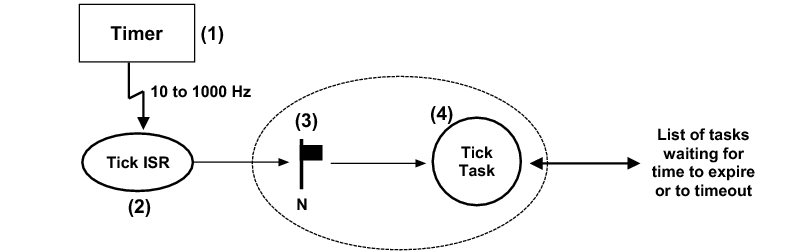 Timer (1)
10 to 1000 Hz
(3)
(4)
Tick ISR
Tick
Task
List of tasks
waiting for
time to expire
or to timeout
(2)
N